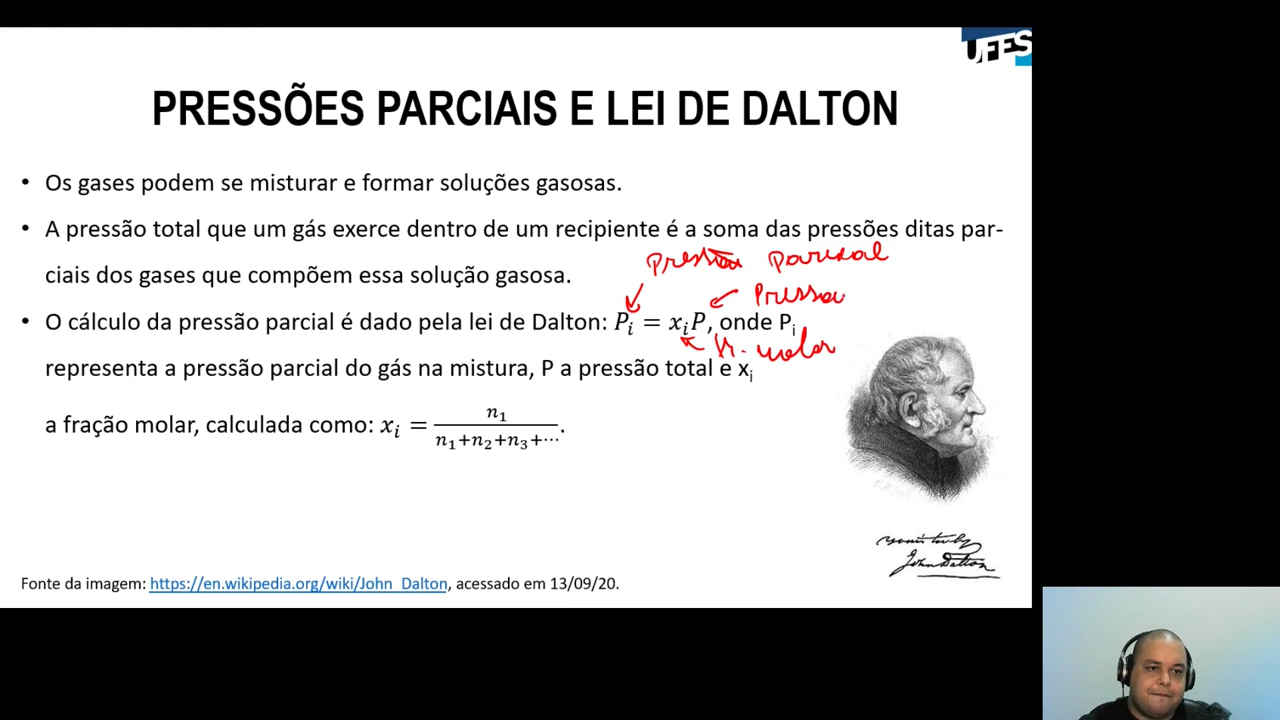 UFES
PRESSÕES PARCIAIS E LEI DE DALTON
• Os gases podem se misturar e formar soluções gasosas.
• A pressão total que um gás exerce dentro de um recipiente é a soma das pressões ditas par-
ciais dos gases que compõem essa solução gasosa.
Pressão parcial
Pressão
• O cálculo da pressão parcial é dado pela lei de Dalton: Pᵢ = xᵢP, onde Pᵢ
fr. molar
representa a pressão parcial do gás na mistura, P a pressão total e xᵢ
a fração molar, calculada como: xᵢ = n₁/(n₁+n₂+n₃+⋯).
John Dalton
Fonte da imagem: https://en.wikipedia.org/wiki/John_Dalton, acessado em 13/09/20.